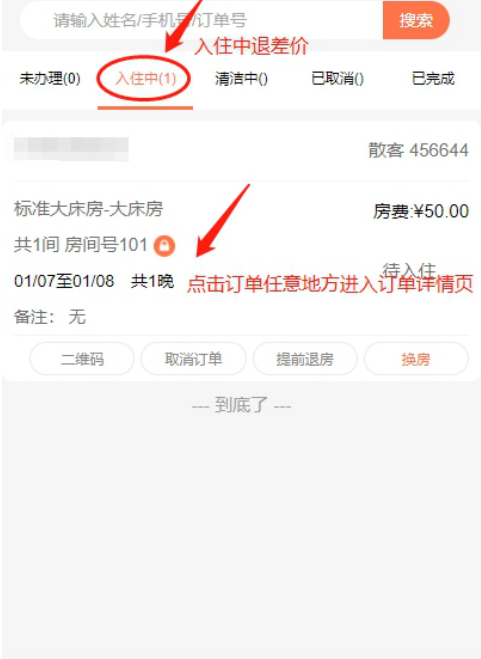 请输入姓名/手机号/订单号
搜索
入住中退差价
未办理(0) 入住中(1) 清洁中() 已取消() 已完成
散客 456644
标准大床房-大床房 房费:¥50.00
共1间 房间号101
待入住
01/07至01/08 共1晚 点击订单任意地方进入订单详情页
备注： 无
二维码 取消订单 提前退房 换房
--- 到底了 ---